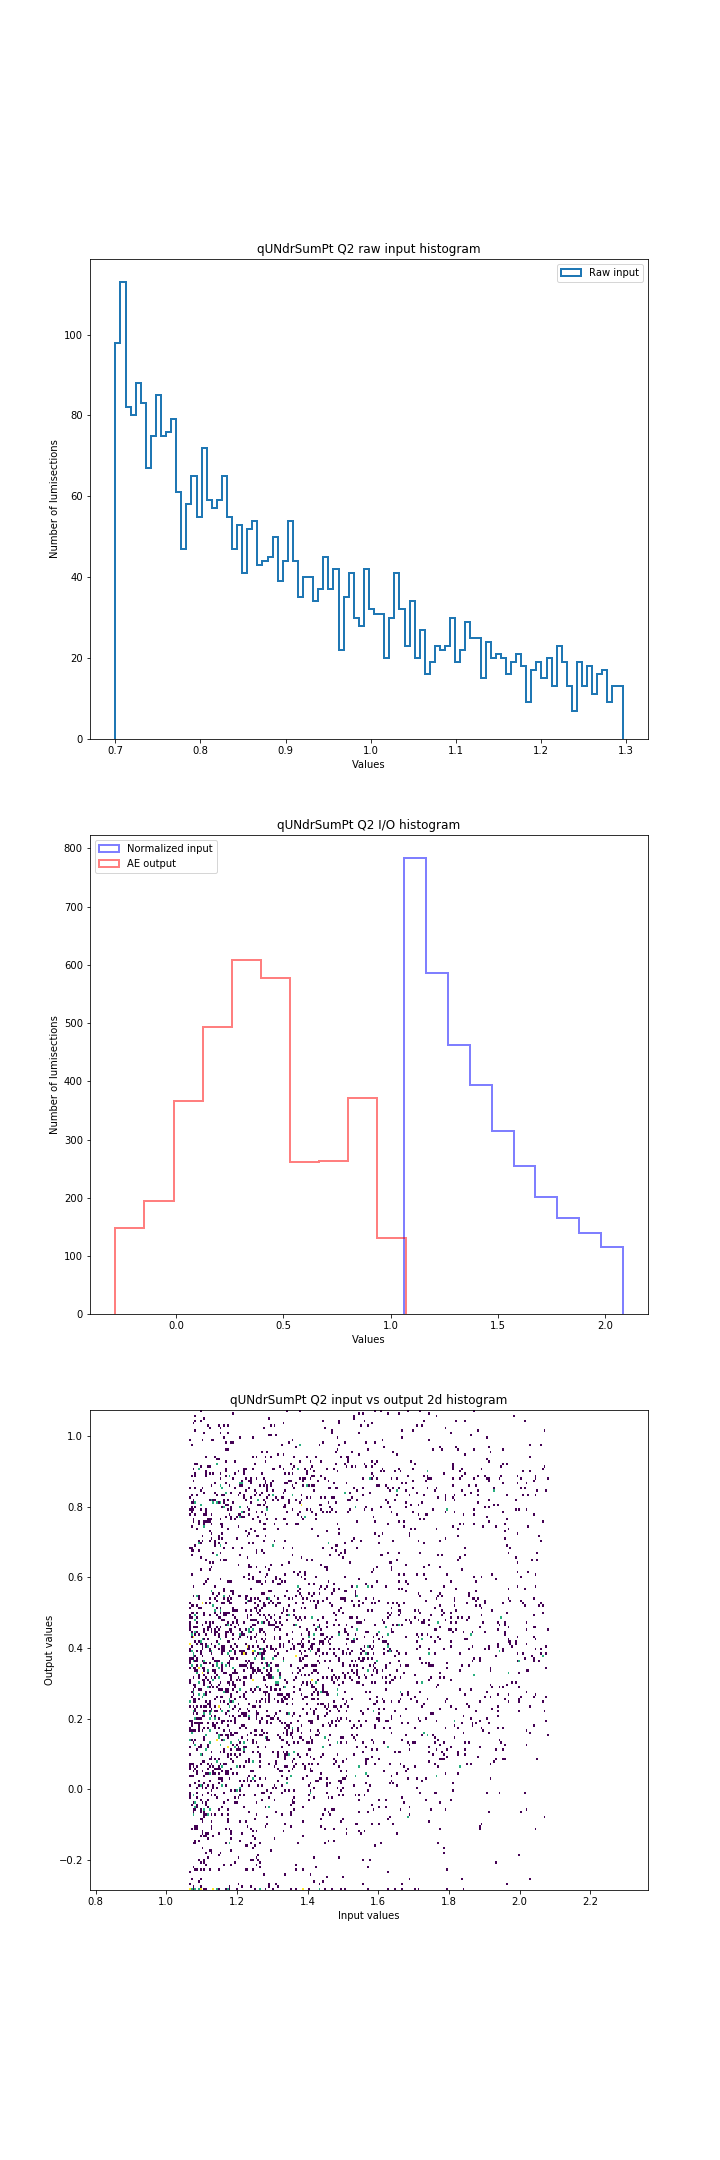 qUNdrSumPt Q2 raw input histogram
Raw input
100
80
60
40
20
0
Number of lumisections
0.7 0.8 0.9 1.0 1.1 1.2 1.3
Values
qUNdrSumPt Q2 I/O histogram
Normalized input
AE output
800
700
600
500
400
300
200
100
0
Number of lumisections
0.0 0.5 1.0 1.5 2.0
Values
qUNdrSumPt Q2 input vs output 2d histogram
1.0
0.8
0.6
0.4
0.2
0.0
−0.2
Output values
0.8 1.0 1.2 1.4 1.6 1.8 2.0 2.2
Input values